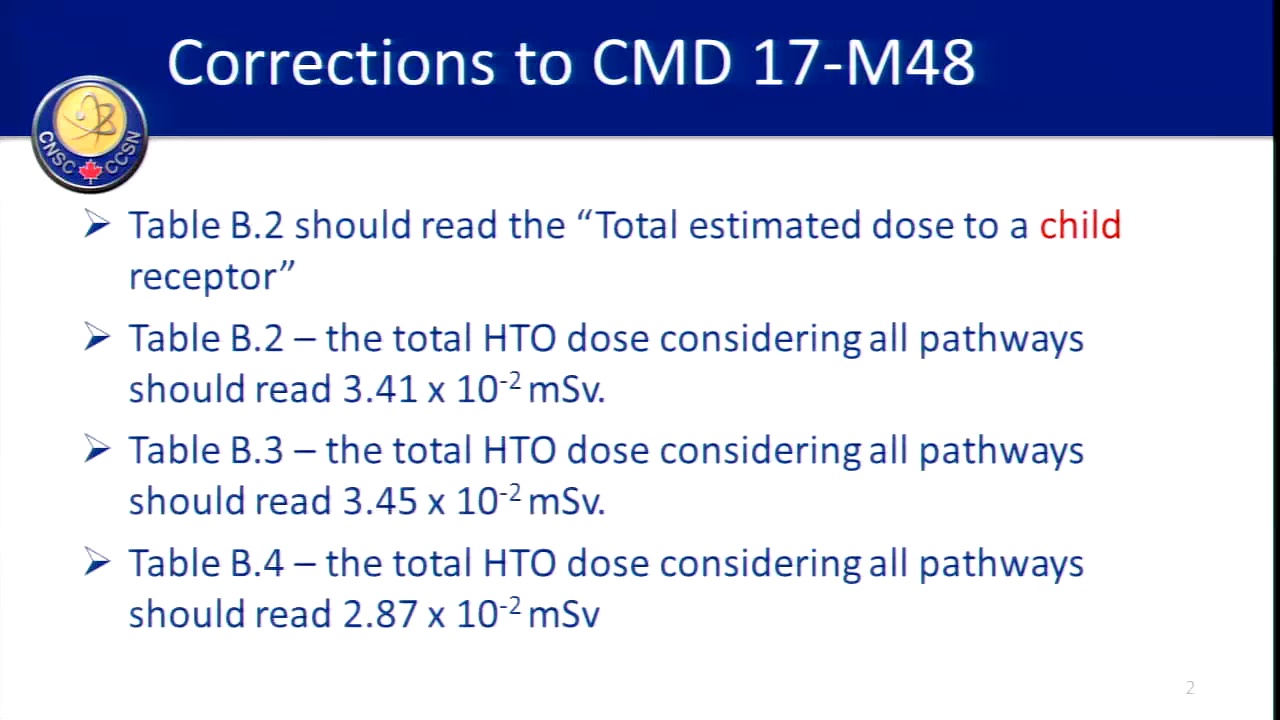 Corrections to CMD 17-M48
CNSC CCSN
➢ Table B.2 should read the “Total estimated dose to a child
receptor”
➢ Table B.2 – the total HTO dose considering all pathways
should read 3.41 x 10⁻² mSv.
➢ Table B.3 – the total HTO dose considering all pathways
should read 3.45 x 10⁻² mSv.
➢ Table B.4 – the total HTO dose considering all pathways
should read 2.87 x 10⁻² mSv
2